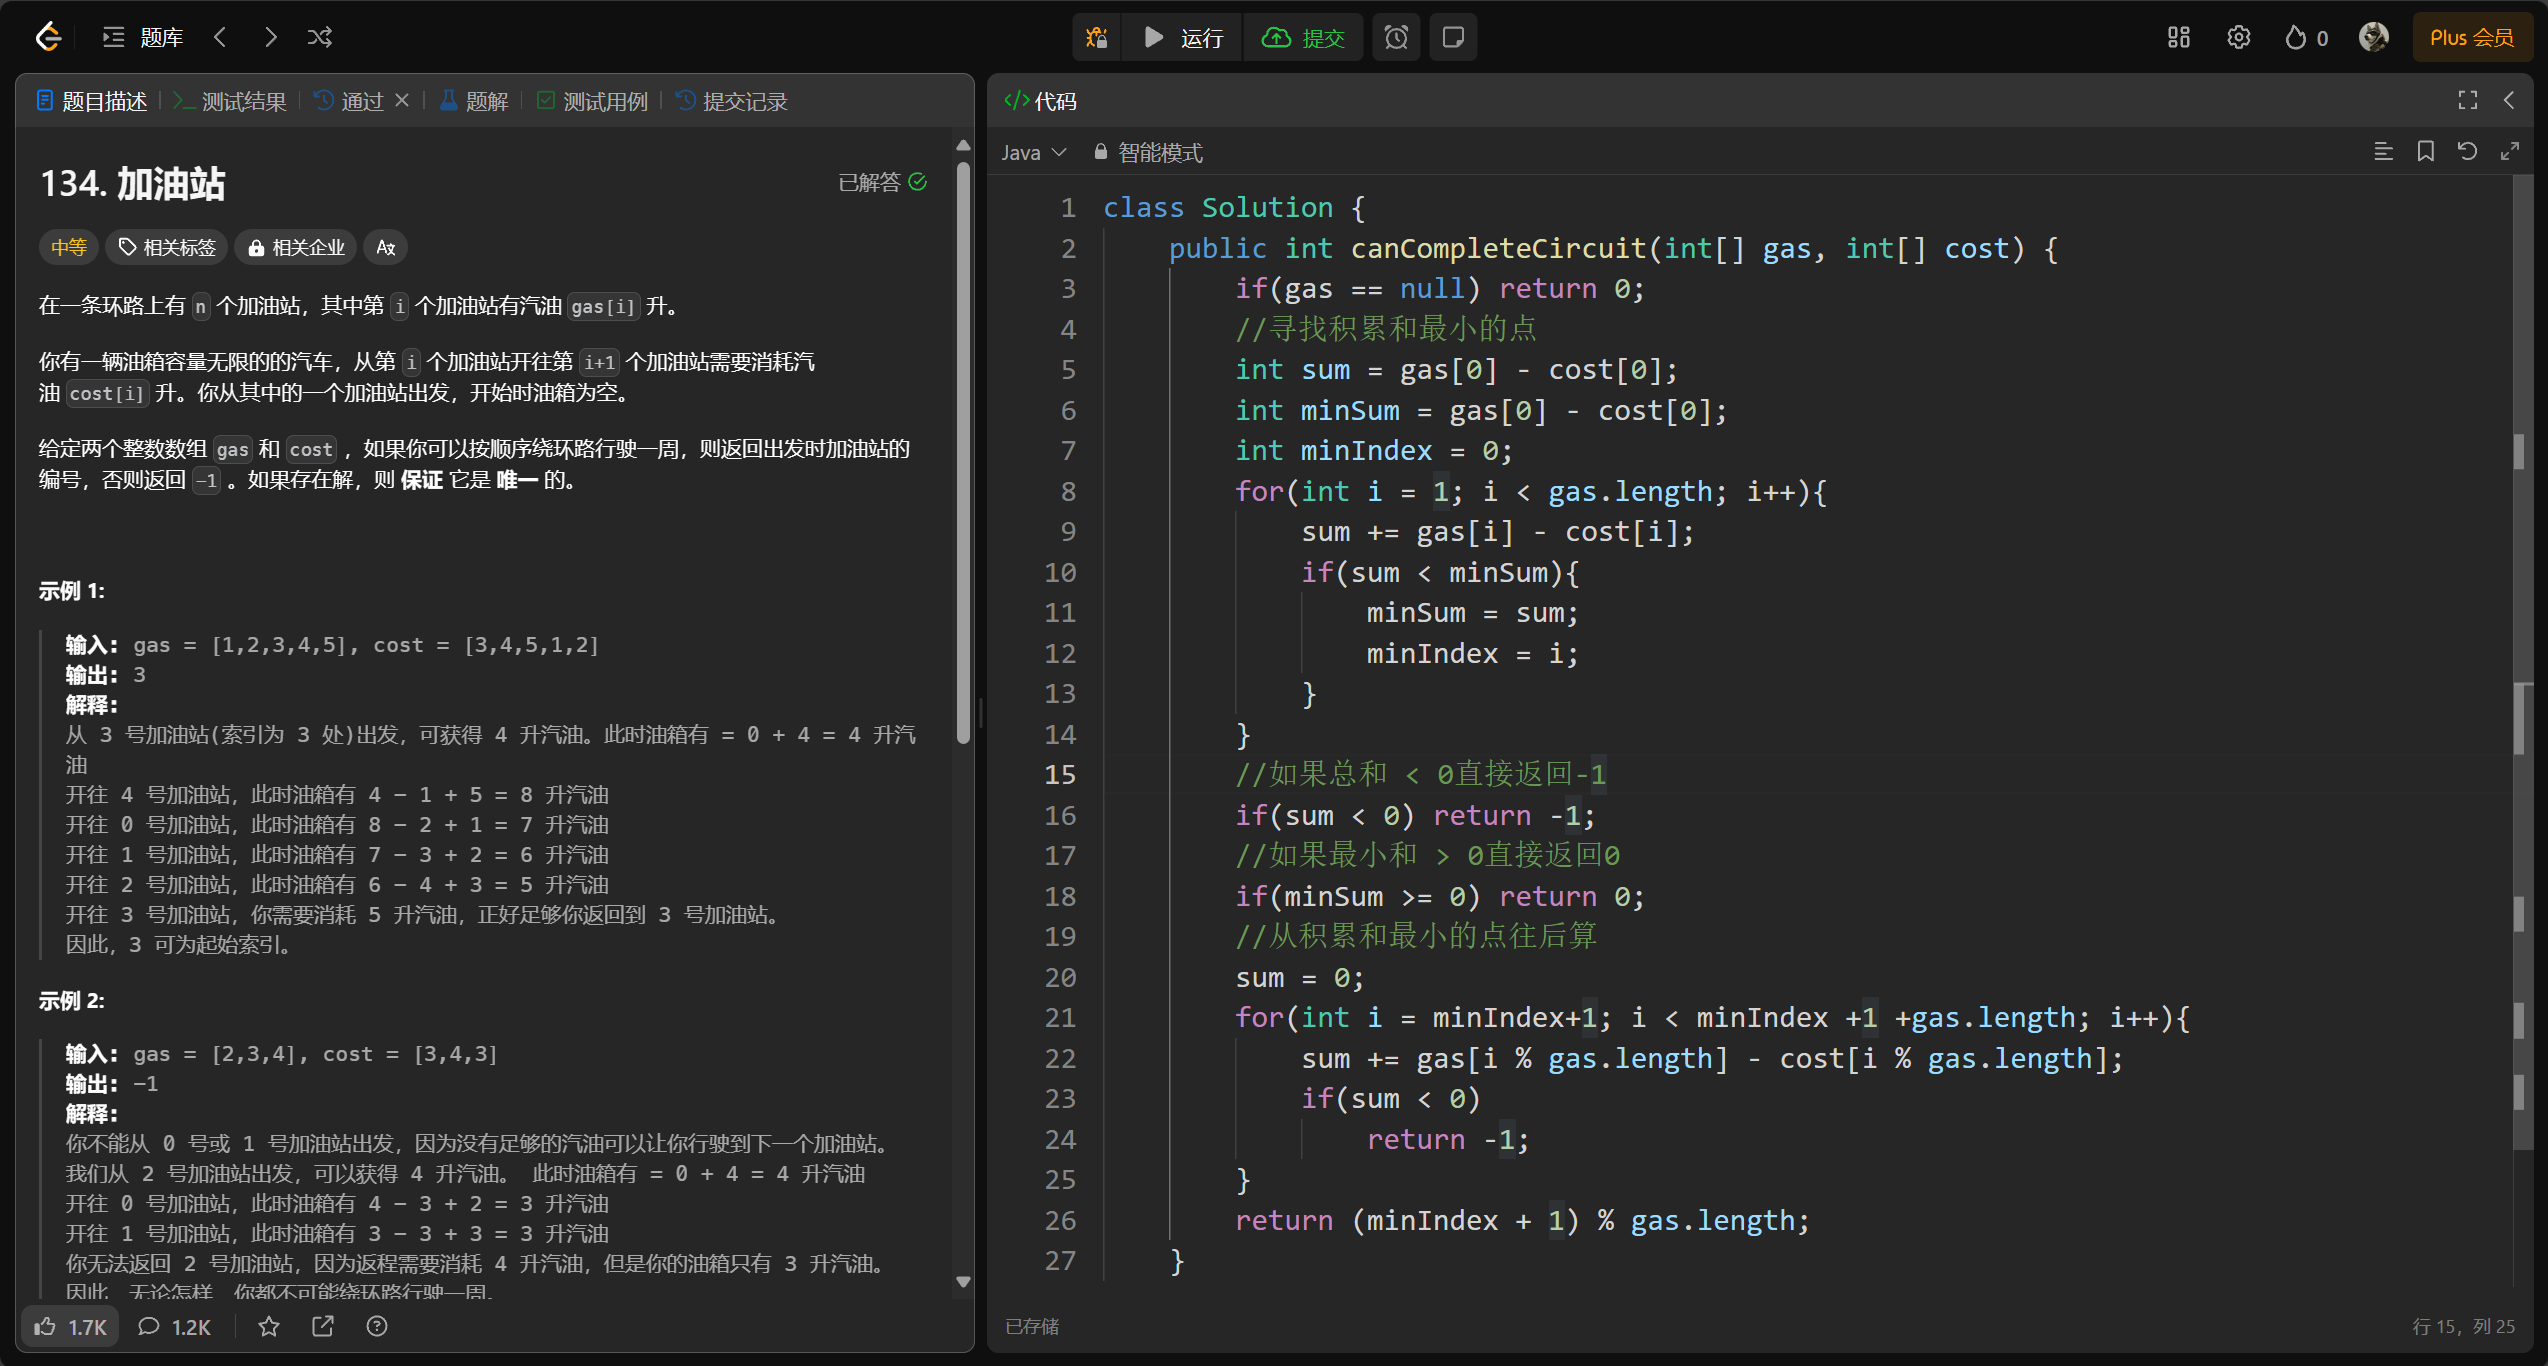 题库
运行
提交
0
Plus 会员
题目描述
测试结果
通过
题解
测试用例
提交记录
134. 加油站
已解答
中等
相关标签
相关企业
在一条环路上有 n 个加油站，其中第 i 个加油站有汽油 gas[i] 升。
你有一辆油箱容量无限的的汽车，从第 i 个加油站开往第 i+1 个加油站需要消耗汽
油 cost[i] 升。你从其中的一个加油站出发，开始时油箱为空。
给定两个整数数组 gas 和 cost ，如果你可以按顺序绕环路行驶一周，则返回出发时加油站的
编号，否则返回 -1 。如果存在解，则 保证 它是 唯一 的。
示例 1:
输入: gas = [1,2,3,4,5], cost = [3,4,5,1,2]
输出: 3
解释:
从 3 号加油站(索引为 3 处)出发，可获得 4 升汽油。此时油箱有 = 0 + 4 = 4 升汽
油
开往 4 号加油站，此时油箱有 4 - 1 + 5 = 8 升汽油
开往 0 号加油站，此时油箱有 8 - 2 + 1 = 7 升汽油
开往 1 号加油站，此时油箱有 7 - 3 + 2 = 6 升汽油
开往 2 号加油站，此时油箱有 6 - 4 + 3 = 5 升汽油
开往 3 号加油站，你需要消耗 5 升汽油，正好足够你返回到 3 号加油站。
因此，3 可为起始索引。
示例 2:
输入: gas = [2,3,4], cost = [3,4,3]
输出: -1
解释:
你不能从 0 号或 1 号加油站出发，因为没有足够的汽油可以让你行驶到下一个加油站。
我们从 2 号加油站出发，可以获得 4 升汽油。 此时油箱有 = 0 + 4 = 4 升汽油
开往 0 号加油站，此时油箱有 4 - 3 + 2 = 3 升汽油
开往 1 号加油站，此时油箱有 3 - 3 + 3 = 3 升汽油
你无法返回 2 号加油站，因为返程需要消耗 4 升汽油，但是你的油箱只有 3 升汽油。
因此，无论怎样，你都不可能绕环路行驶一周。
1.7K
1.2K
代码
Java
智能模式
1 class Solution {
2     public int canCompleteCircuit(int[] gas, int[] cost) {
3         if(gas == null) return 0;
4         //寻找积累和最小的点
5         int sum = gas[0] - cost[0];
6         int minSum = gas[0] - cost[0];
7         int minIndex = 0;
8         for(int i = 1; i < gas.length; i++){
9             sum += gas[i] - cost[i];
10             if(sum < minSum){
11                 minSum = sum;
12                 minIndex = i;
13             }
14         }
15         //如果总和 < 0直接返回-1
16         if(sum < 0) return -1;
17         //如果最小和 > 0直接返回0
18         if(minSum >= 0) return 0;
19         //从积累和最小的点往后算
20         sum = 0;
21         for(int i = minIndex+1; i < minIndex +1 +gas.length; i++){
22             sum += gas[i % gas.length] - cost[i % gas.length];
23             if(sum < 0)
24                 return -1;
25         }
26         return (minIndex + 1) % gas.length;
27     }
已存储
行 15，列 25